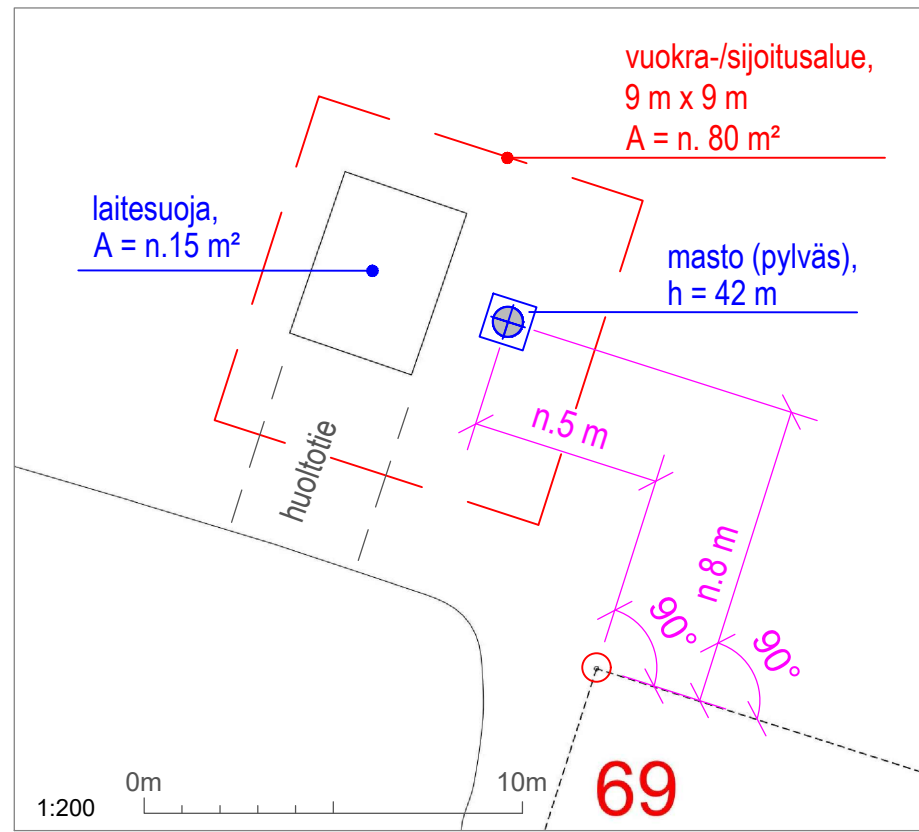 vuokra-/sijoitusalue,
9 m x 9 m
A = n. 80 m²
laitesuoja,
A = n.15 m²
masto (pylväs),
h = 42 m
n.5 m
huoltotie
n.8 m
90°
90°
0m
10m
1:200
69